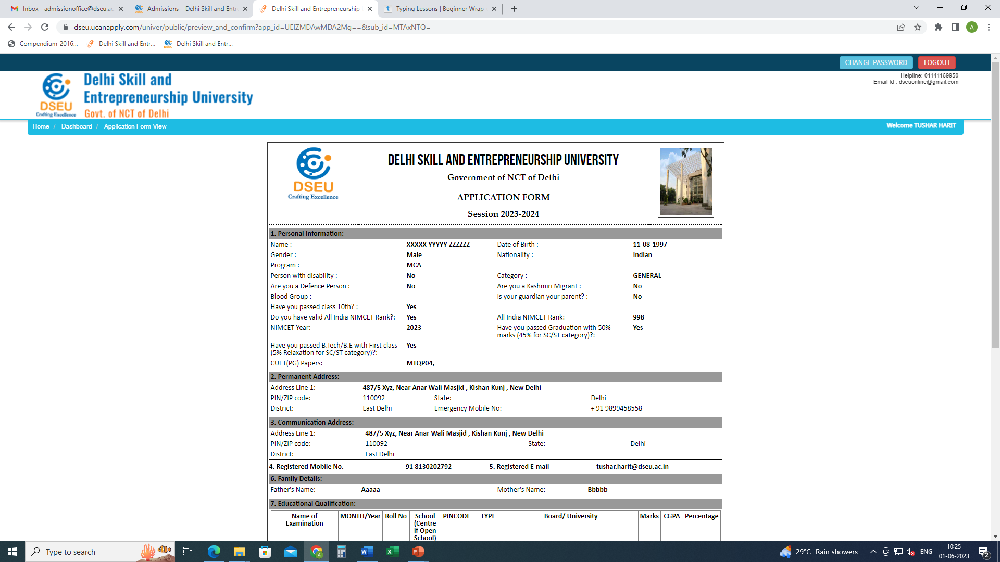 Inbox - admissionoffice@dseu.ac
Admissions – Delhi Skill and Entr
Delhi Skill and Entrepreneurship
Typing Lessons | Beginner Wrap-
dseu.ucanapply.com/univer/public/preview_and_confirm?app_id=UElZMDAwMDA2Mg==&sub_id=MTAxNTQ=
A
Compendium-2016...
Delhi Skill and Entr...
Delhi Skill and Entr...
CHANGE PASSWORD
LOGOUT
Helpline: 01141169950
Email Id : dseuonline@gmail.com
DSEU
Crafting Excellence
Delhi Skill and
Entrepreneurship University
Govt. of NCT of Delhi
Home / Dashboard / Application Form View
Welcome TUSHAR HARIT
DSEU
Crafting Excellence
DELHI SKILL AND ENTREPRENEURSHIP UNIVERSITY
Government of NCT of Delhi
APPLICATION FORM
Session 2023-2024
1. Personal Information:
Name : XXXXX YYYYY ZZZZZZ Date of Birth : 11-08-1997
Gender : Male Nationality : Indian
Program : MCA
Person with disability : No Category : GENERAL
Are you a Defence Person : No Are you a Kashmiri Migrant : No
Blood Group : Is your guardian your parent? : No
Have you passed class 10th? : Yes
Do you have valid All India NIMCET Rank?: Yes All India NIMCET Rank: 998
NIMCET Year: 2023 Have you passed Graduation with 50% Yes
marks (45% for SC/ST category)?:
Have you passed B.Tech/B.E with First class Yes
(5% Relaxation for SC/ST category)?:
CUET(PG) Papers: MTQP04,
2. Permanent Address:
Address Line 1: 487/5 Xyz, Near Anar Wali Masjid , Kishan Kunj , New Delhi
PIN/ZIP code: 110092 State: Delhi
District: East Delhi Emergency Mobile No: + 91 9899458558
3. Communication Address:
Address Line 1: 487/5 Xyz, Near Anar Wali Masjid , Kishan Kunj , New Delhi
PIN/ZIP code: 110092 State: Delhi
District: East Delhi
4. Registered Mobile No. 91 8130202792 5. Registered E-mail tushar.harit@dseu.ac.in
6. Family Details:
Father's Name: Aaaaa Mother's Name: Bbbbb
7. Educational Qualification:
Name of Examination MONTH/Year Roll No School (Centre if Open School) PINCODE TYPE Board/ University Marks CGPA Percentage
Type to search
A
29°C Rain showers
ENG
10:25
01-06-2023
2